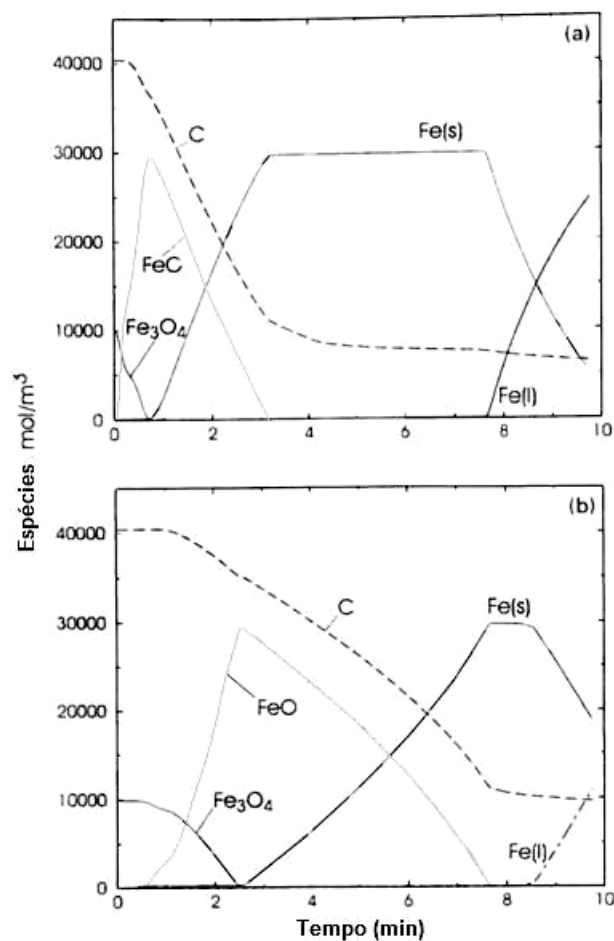 (a)
40000
C
Fe(s)
30000
20000
FeC
10000
Fe₃O₄
Fe(l)
0
0 2 4 6 8 10
Espécies mol/m³
(b)
40000
C
Fe(s)
30000
FeO
20000
10000
Fe₃O₄
Fe(l)
0
0 2 4 6 8 10
Tempo (min)